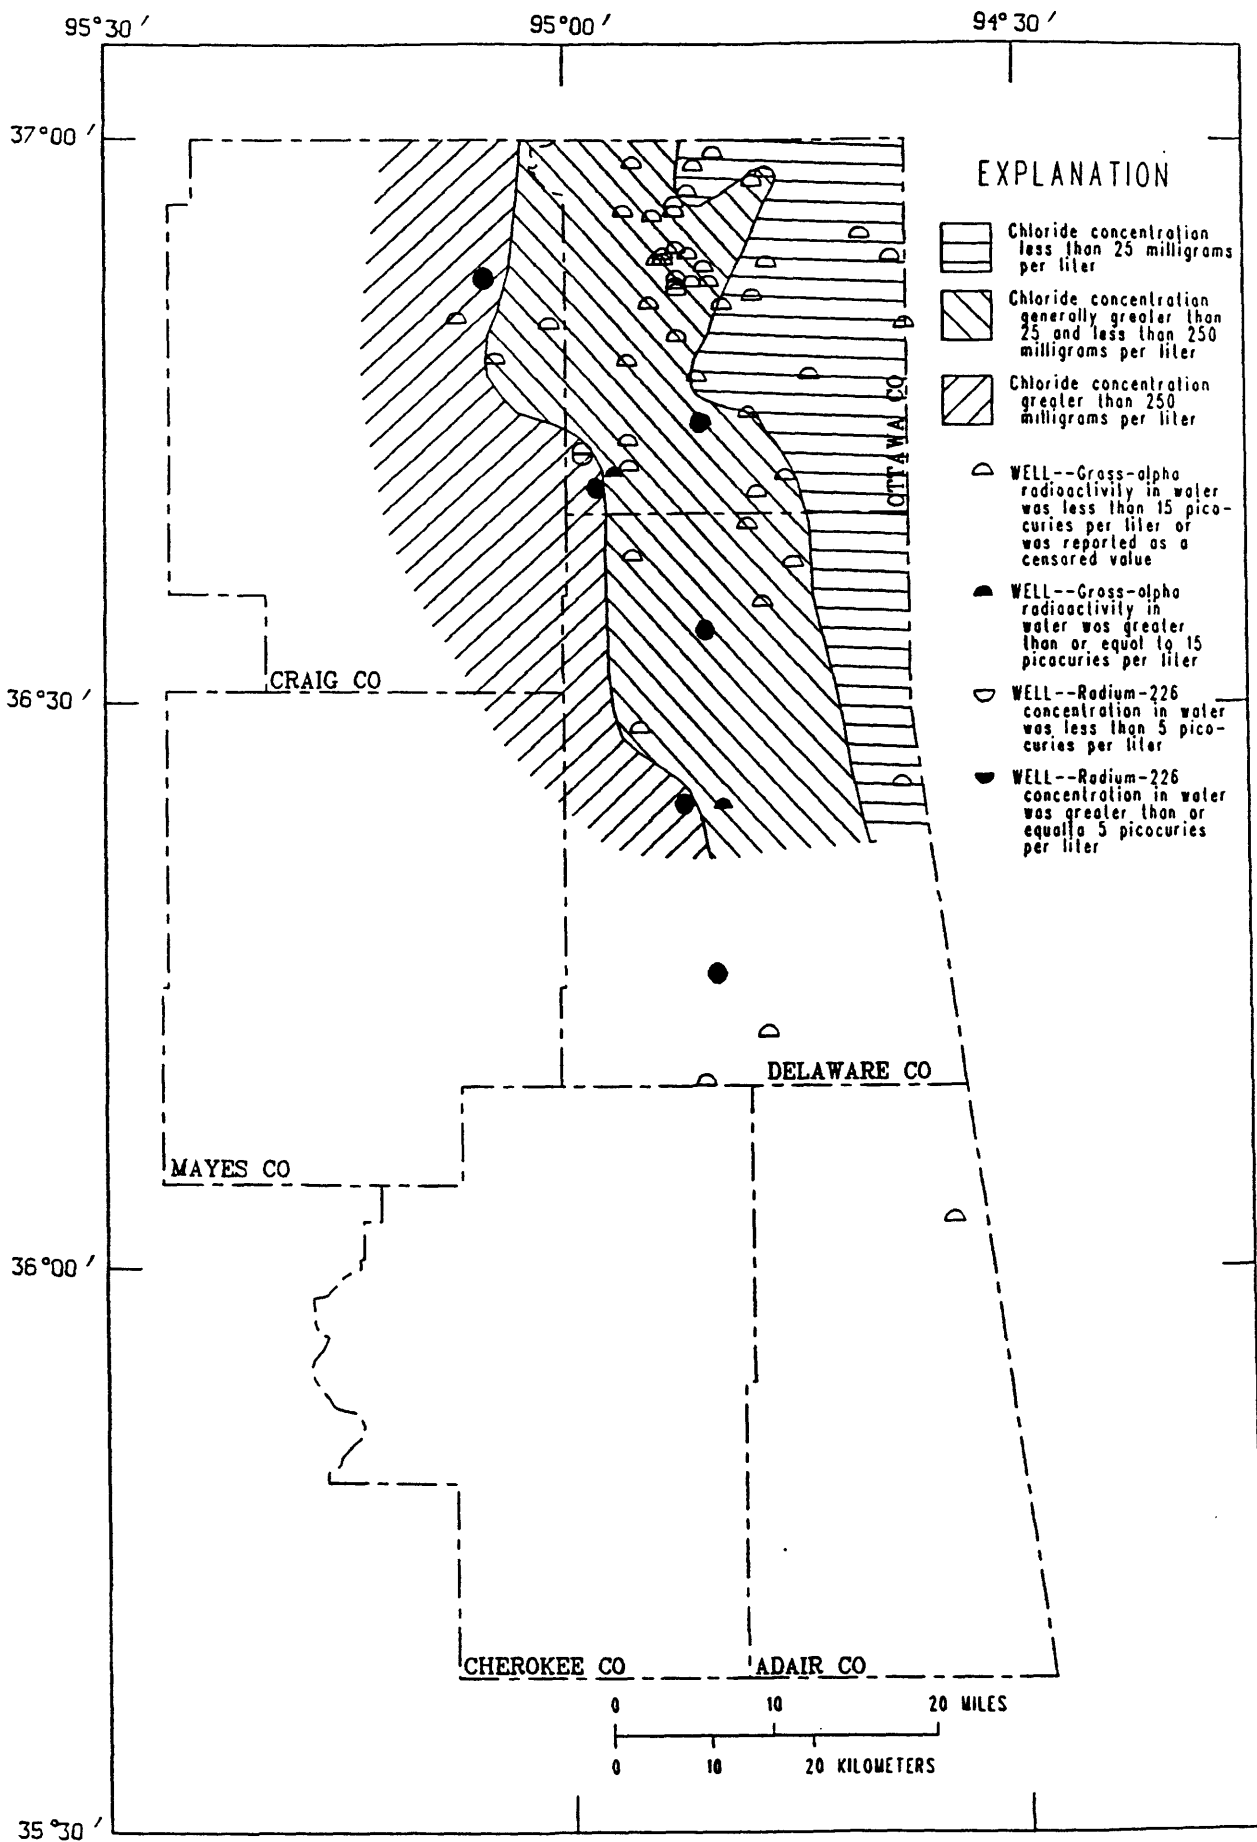 95°30′ 95°00′ 94°30′
37°00′
EXPLANATION
Chloride concentration
less than 25 milligrams
per liter
Chloride concentration
generally greater than
25 and less than 250
milligrams per liter
Chloride concentration
greater than 250
milligrams per liter
WELL--Gross-alpha
radioactivity in water
was less than 15 pico-
curies per liter or
was reported as a
censored value
WELL--Gross-alpha
radioactivity in
water was greater
than or equal to 15
picocuries per liter
WELL--Radium-226
concentration in water
was less than 5 pico-
curies per liter
WELL--Radium-226
concentration in water
was greater than or
equalto 5 picocuries
per liter
OTTAWA CO
CRAIG CO
36°30′
DELAWARE CO
MAYES CO
36°00′
CHEROKEE CO
ADAIR CO
0 10 20 MILES
0 10 20 KILOMETERS
35°30′